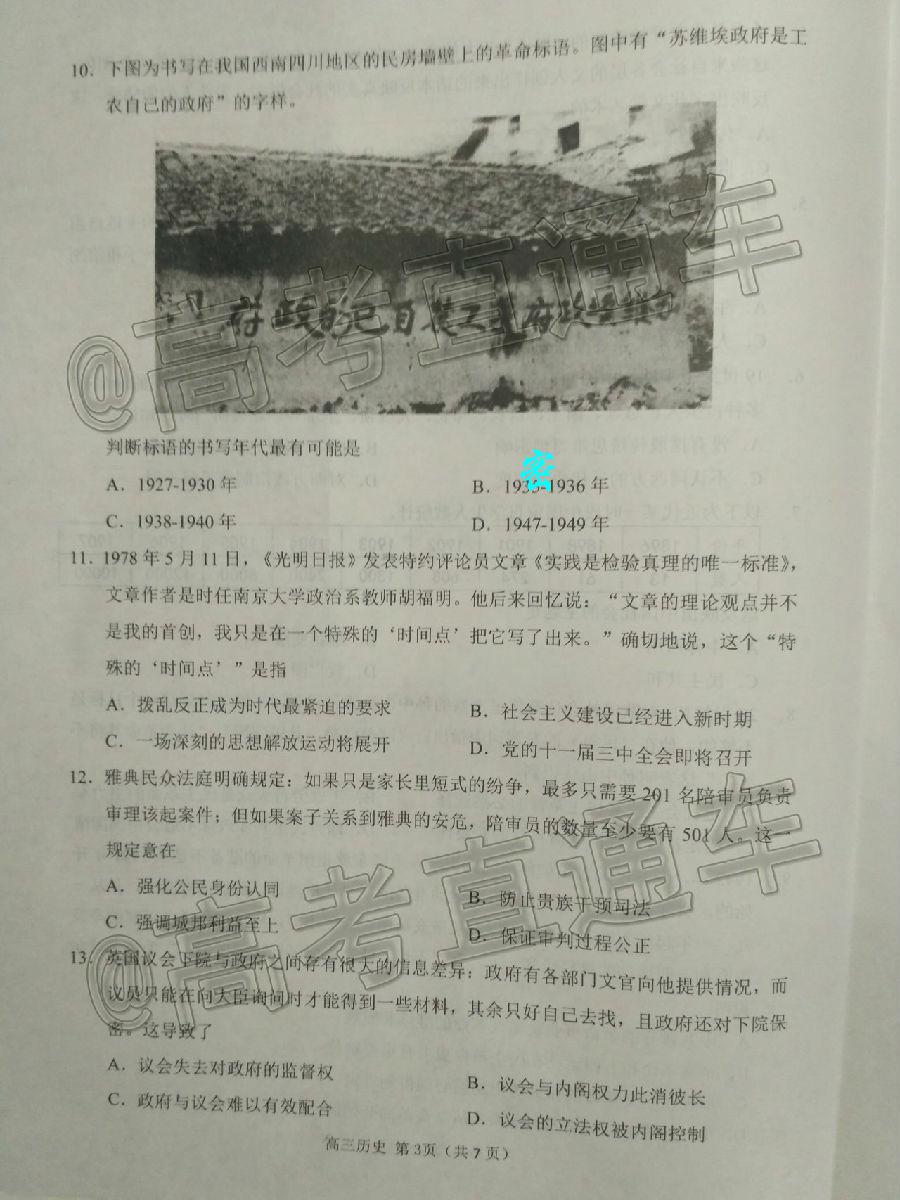 10. 下图为书写在我国西南四川地区的民房墙壁上的革命标语。图中有“苏维埃政府是工
农自己的政府”的字样。
府政的己自农工是府政埃维苏
@高考直通车
判断标语的书写年代最有可能是
密
A. 1927-1930 年
B. 1935-1936 年
C. 1938-1940 年
D. 1947-1949 年
11. 1978 年 5 月 11 日，《光明日报》发表特约评论员文章《实践是检验真理的唯一标准》，
文章作者是时任南京大学政治系教师胡福明。他后来回忆说：“文章的理论观点并不
是我的首创，我只是在一个特殊的‘时间点’把它写了出来。”确切地说，这个“特
殊的‘时间点’”是指
A. 拨乱反正成为时代最紧迫的要求
B. 社会主义建设已经进入新时期
C. 一场深刻的思想解放运动将展开
D. 党的十一届三中全会即将召开
12. 雅典民众法庭明确规定：如果只是家长里短式的纷争，最多只需要 201 名陪审员负责
审理该起案件；但如果案子关系到雅典的安危，陪审员的数量至少要有 501 人。这一
规定意在
A. 强化公民身份认同
B. 防止贵族干预司法
C. 强调城邦利益至上
D. 保证审判过程公正
@高考直通车
13. 英国议会下院与政府之间存有很大的信息差异：政府有各部门文官向他提供情况，而
议员只能在向大臣询问时才能得到一些材料，其余只好自己去找，且政府还对下院保
密。这导致了
A. 议会失去对政府的监督权
B. 议会与内阁权力此消彼长
C. 政府与议会难以有效配合
D. 议会的立法权被内阁控制
高三历史 第 3页（共 7 页）